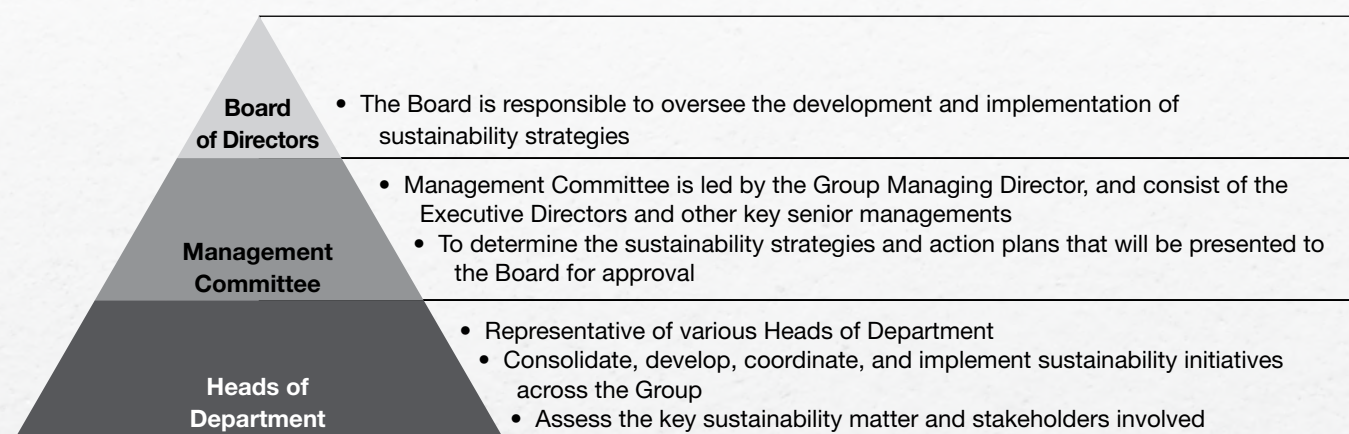 Board
of Directors
• The Board is responsible to oversee the development and implementation of
sustainability strategies
Management
Committee
• Management Committee is led by the Group Managing Director, and consist of the
Executive Directors and other key senior managements
• To determine the sustainability strategies and action plans that will be presented to
the Board for approval
Heads of
Department
• Representative of various Heads of Department
• Consolidate, develop, coordinate, and implement sustainability initiatives
across the Group
• Assess the key sustainability matter and stakeholders involved